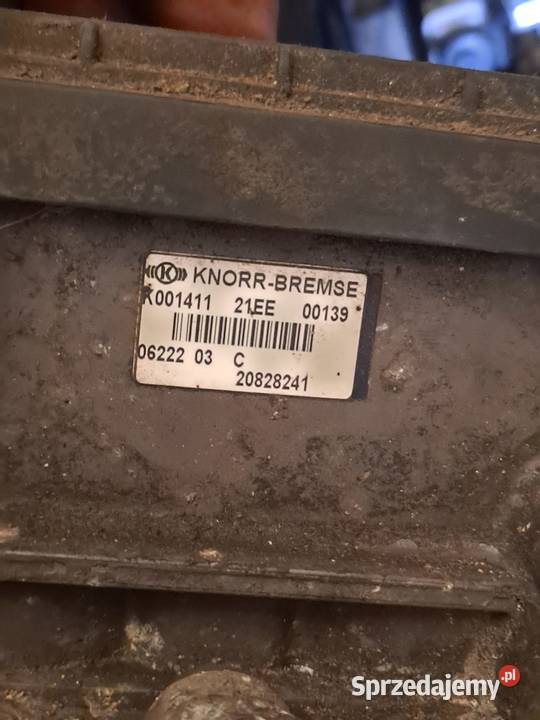 KNORR-BREMSE
K001411 21EE 00139
06222 03 C
20828241
Sprzedajemy.pl